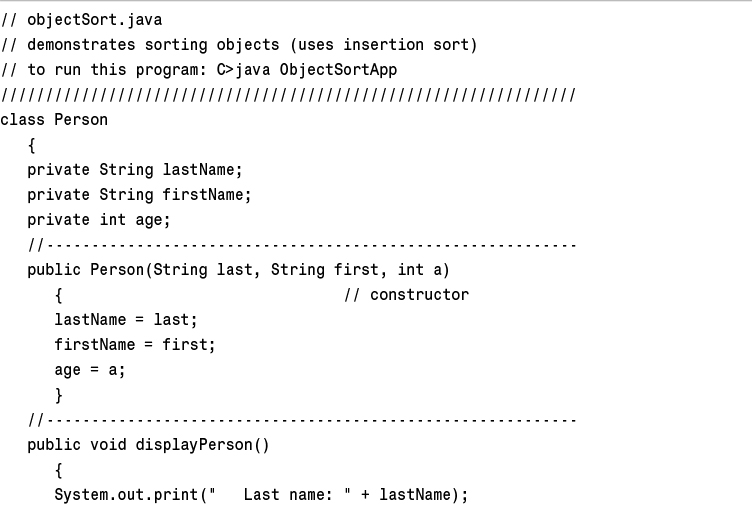 // objectSort.java
// demonstrates sorting objects (uses insertion sort)
// to run this program: C>java ObjectSortApp
////////////////////////////////////////////////////////////////
class Person
   {
   private String lastName;
   private String firstName;
   private int age;
   //-----------------------------------------------------------
   public Person(String last, String first, int a)
      {                               // constructor
      lastName = last;
      firstName = first;
      age = a;
      }
   //-----------------------------------------------------------
   public void displayPerson()
      {
      System.out.print("   Last name: " + lastName);